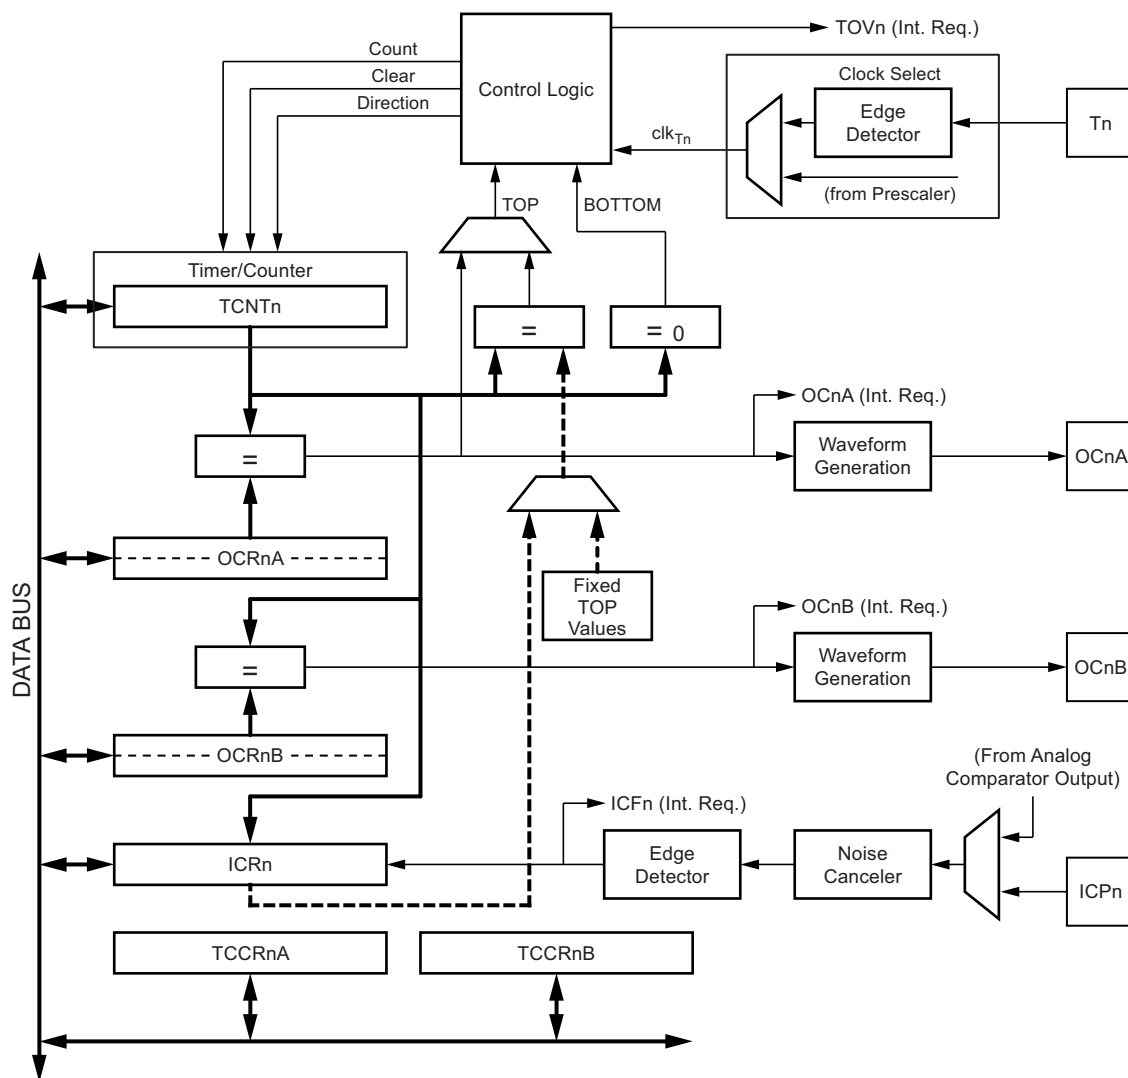 TOVn (Int. Req.)
Count
Clear
Direction
Control Logic
Clock Select
Edge
Detector
Tn
clkTn
(from Prescaler)
TOP
BOTTOM
Timer/Counter
TCNTn
=
= 0
OCnA (Int. Req.)
=
Waveform
Generation
OCnA
OCRnA
Fixed
TOP
Values
DATA BUS
OCnB (Int. Req.)
=
Waveform
Generation
OCnB
OCRnB
(From Analog
Comparator Output)
ICFn (Int. Req.)
ICRn
Edge
Detector
Noise
Canceler
ICPn
TCCRnA
TCCRnB